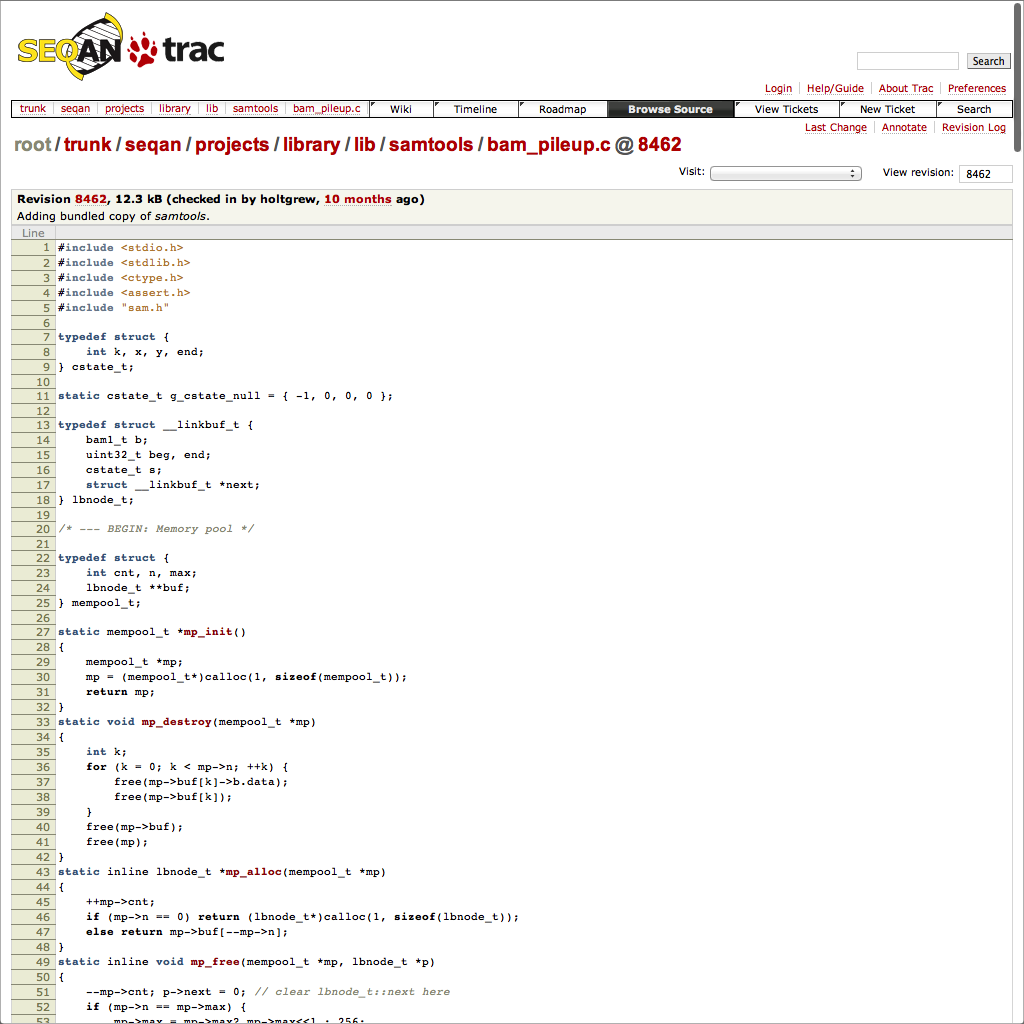 SEQAN trac
Search
Login Help/Guide About Trac Preferences
trunk seqan projects library lib samtools bam_pileup.c Wiki Timeline Roadmap Browse Source View Tickets New Ticket Search
Last Change Annotate Revision Log
root / trunk / seqan / projects / library / lib / samtools / bam_pileup.c @ 8462
Visit: View revision: 8462
Revision 8462, 12.3 kB (checked in by holtgrew, 10 months ago)
Adding bundled copy of samtools.
Line
1 #include <stdio.h>
2 #include <stdlib.h>
3 #include <ctype.h>
4 #include <assert.h>
5 #include "sam.h"
6
7 typedef struct {
8 int k, x, y, end;
9 } cstate_t;
10
11 static cstate_t g_cstate_null = { -1, 0, 0, 0 };
12
13 typedef struct __linkbuf_t {
14 bam1_t b;
15 uint32_t beg, end;
16 cstate_t s;
17 struct __linkbuf_t *next;
18 } lbnode_t;
19
20 /* --- BEGIN: Memory pool */
21
22 typedef struct {
23 int cnt, n, max;
24 lbnode_t **buf;
25 } mempool_t;
26
27 static mempool_t *mp_init()
28 {
29 mempool_t *mp;
30 mp = (mempool_t*)calloc(1, sizeof(mempool_t));
31 return mp;
32 }
33 static void mp_destroy(mempool_t *mp)
34 {
35 int k;
36 for (k = 0; k < mp->n; ++k) {
37 free(mp->buf[k]->b.data);
38 free(mp->buf[k]);
39 }
40 free(mp->buf);
41 free(mp);
42 }
43 static inline lbnode_t *mp_alloc(mempool_t *mp)
44 {
45 ++mp->cnt;
46 if (mp->n == 0) return (lbnode_t*)calloc(1, sizeof(lbnode_t));
47 else return mp->buf[--mp->n];
48 }
49 static inline void mp_free(mempool_t *mp, lbnode_t *p)
50 {
51 --mp->cnt; p->next = 0; // clear lbnode_t::next here
52 if (mp->n == mp->max) {
53 mp->max = mp->max? mp->max<<1 : 256;